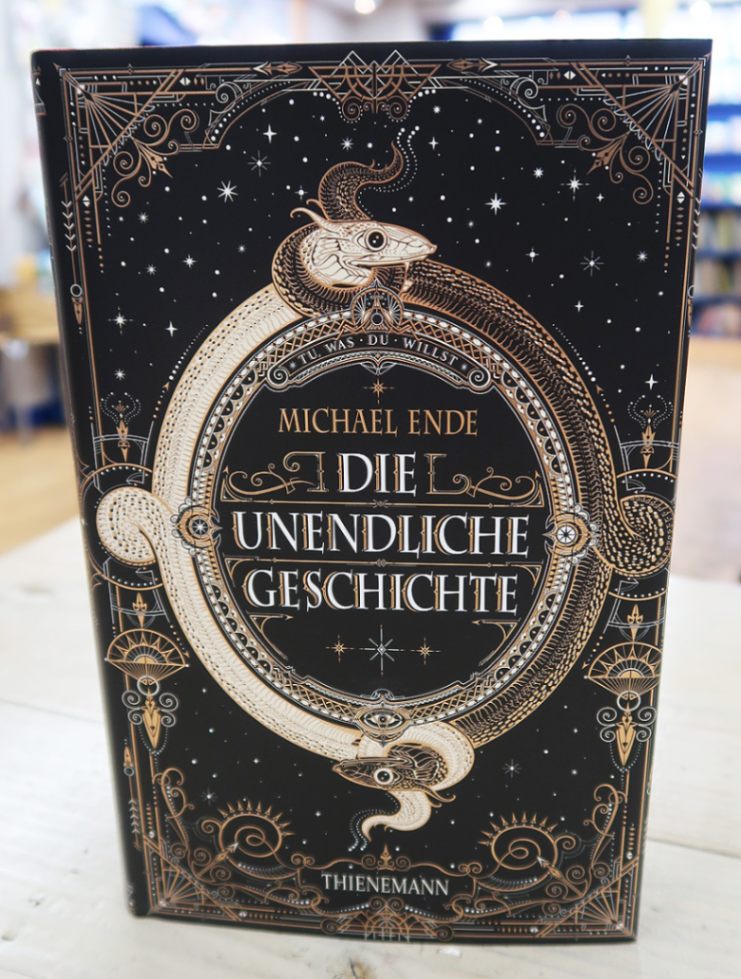 TU · WAS · DU · WILLST
MICHAEL ENDE
DIE
UNENDLICHE
GESCHICHTE
THIENEMANN